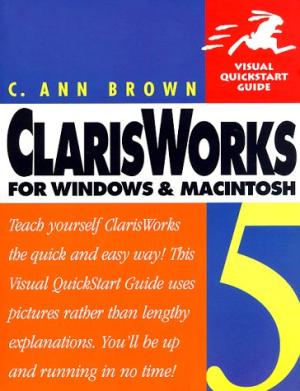 VISUAL
QUICKSTART
GUIDE
C. ANN BROWN
CLARISWORKS
FOR WINDOWS & MACINTOSH
5
Teach yourself ClarisWorks
the quick and easy way! This
Visual QuickStart Guide uses
pictures rather than lengthy
explanations. You'll be up
and running in no time!